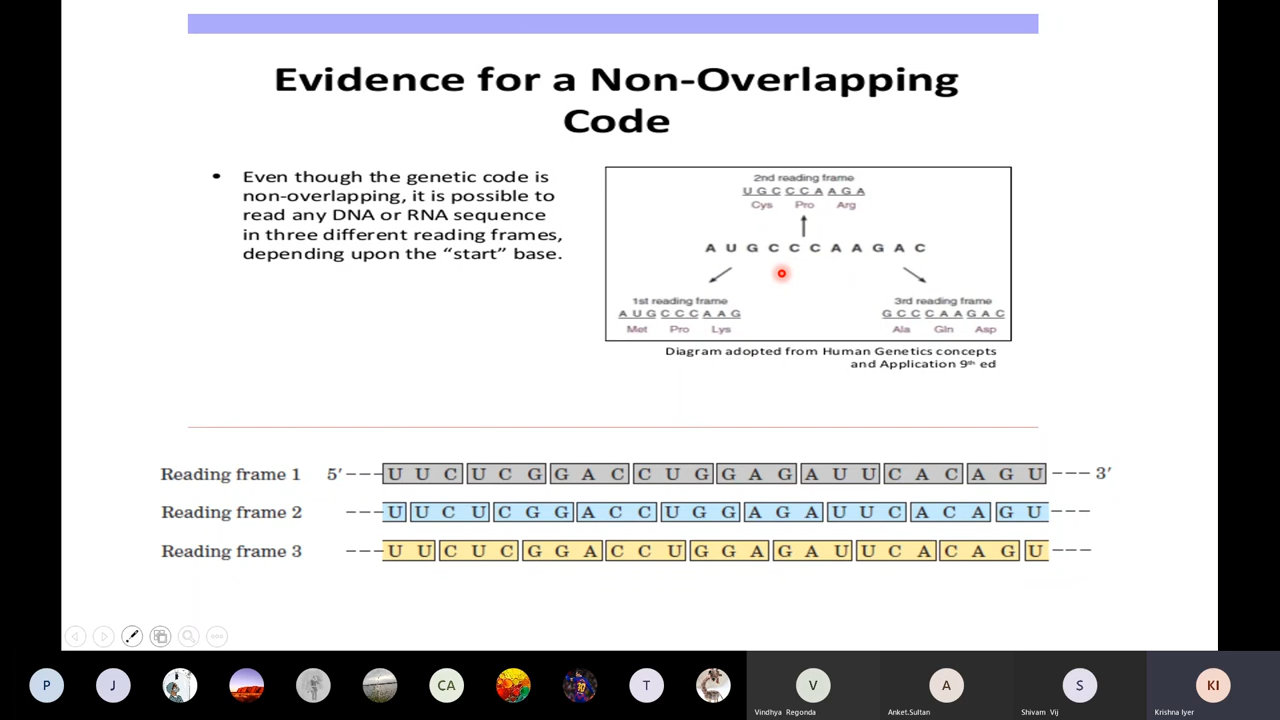 Evidence for a Non-Overlapping
Code
• Even though the genetic code is
non-overlapping, it is possible to
read any DNA or RNA sequence
in three different reading frames,
depending upon the “start” base.
2nd reading frame
U G C C C A A G A
Cys Pro Arg
A U G C C C A A G A C
1st reading frame
A U G C C C A A G
Met Pro Lys
3rd reading frame
G C C C A A G A C
Ala Gln Asp
Diagram adopted from Human Genetics concepts
and Application 9th ed
Reading frame 1 5′ --- U U C U C G G A C C U G G A G A U U C A C A G U --- 3′
Reading frame 2 --- U U C U C G G A C C U G G A G A U U C A C A G U ---
Reading frame 3 --- U U C U C G G A C C U G G A G A U U C A C A G U ---
P J CA T V A S KI
Vindhya Regonda Anket.Sultan Shivam Vij Krishna Iyer